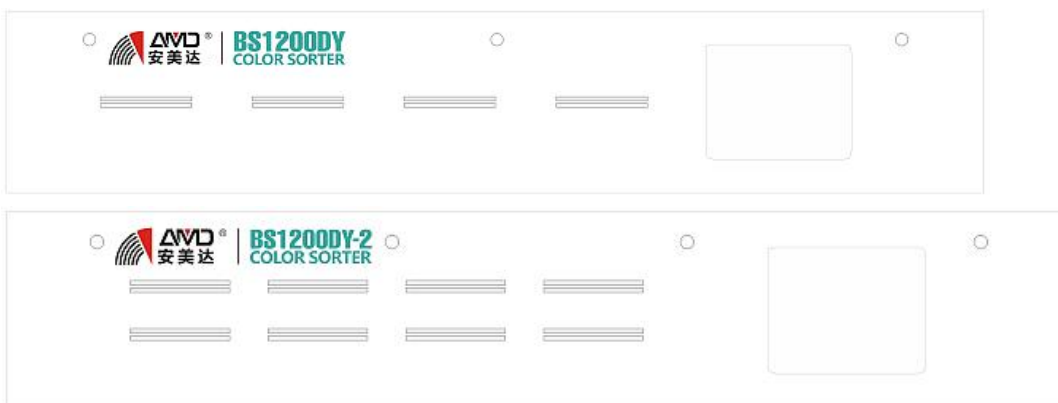 AMD®
安美达
BS1200DY
COLOR SORTER
AMD®
安美达
BS1200DY-2
COLOR SORTER